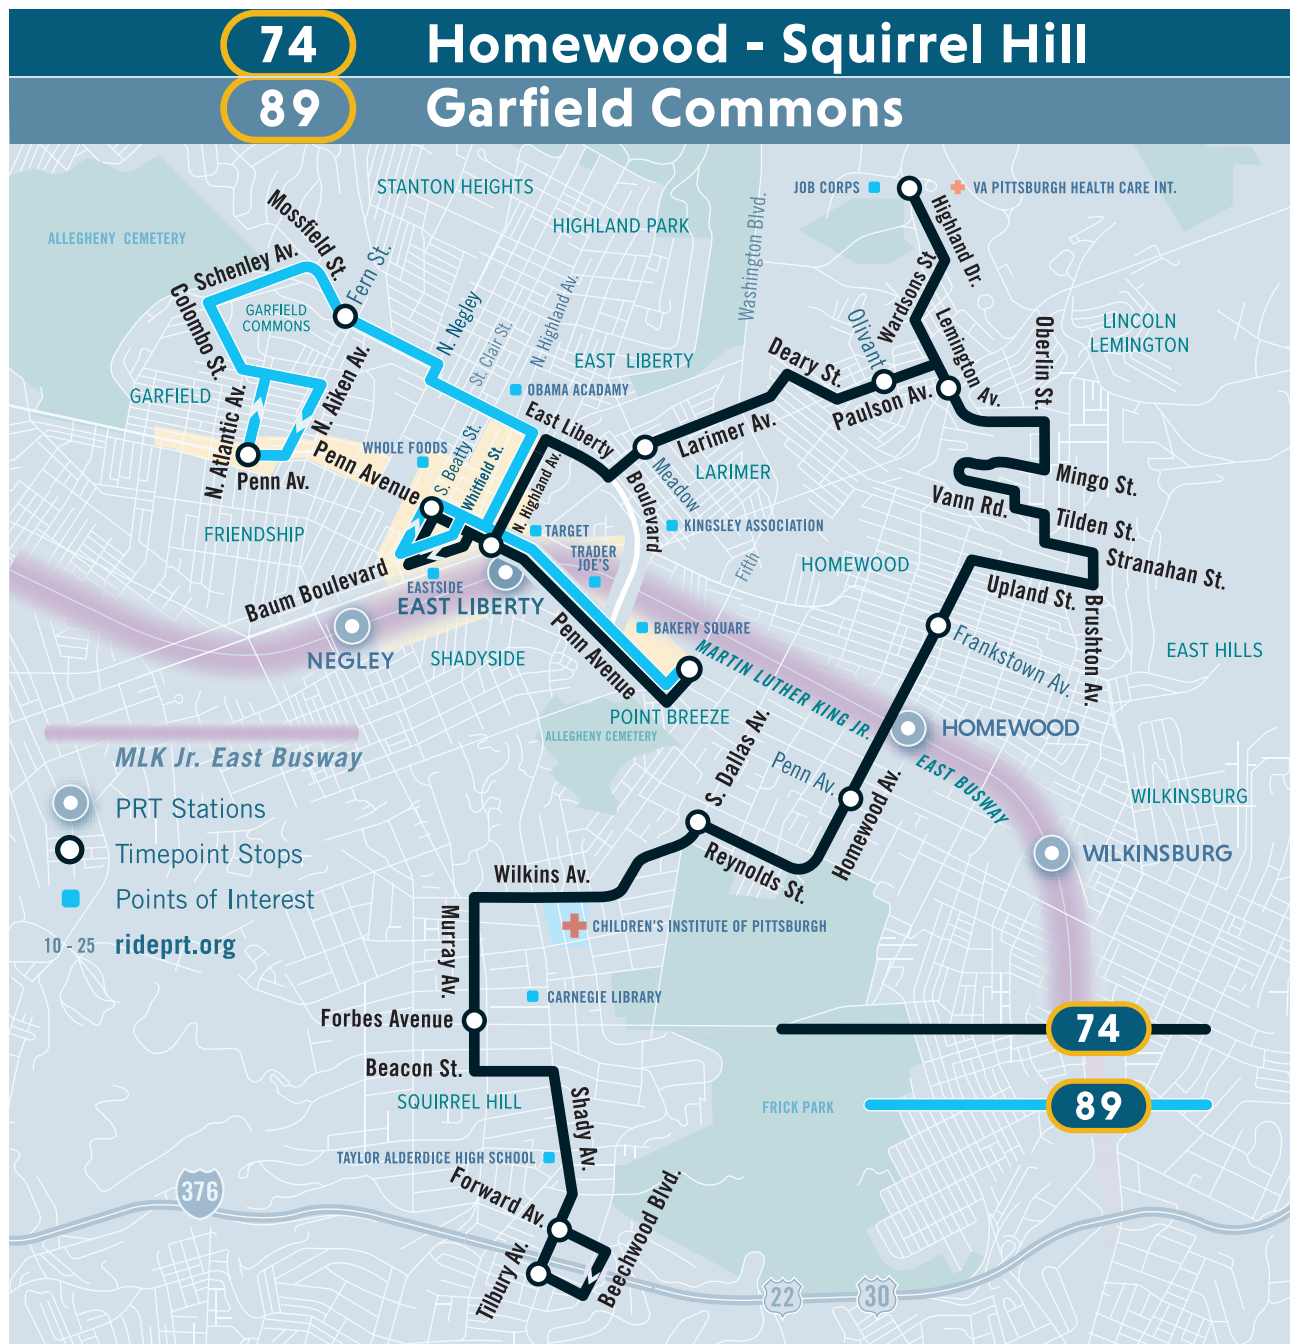 74 Homewood - Squirrel Hill
89 Garfield Commons
STANTON HEIGHTS
HIGHLAND PARK
ALLEGHENY CEMETERY
JOB CORPS
VA PITTSBURGH HEALTH CARE INT.
Mossfield St.
Schenley Av.
Fern St.
Colombo St.
GARFIELD
COMMONS
GARFIELD
N. Aiken Av.
N. Atlantic Av.
Penn Av.
N. Negley
St. Clair St.
N. Highland Av.
Washington Blvd.
Highland Dr.
Wardsons St.
Olivant
Lemington Av.
Oberlin St.
LINCOLN
LEMINGTON
EAST LIBERTY
OBAMA ACADAMY
Deary St.
Paulson Av.
Larimer Av.
East Liberty
Boulevard
Meadow
LARIMER
Penn Avenue
WHOLE FOODS
S. Beatty St.
Whitfield St.
N. Highland Av.
FRIENDSHIP
TARGET
TRADER
JOE'S
KINGSLEY ASSOCIATION
Fifth
HOMEWOOD
Mingo St.
Vann Rd.
Tilden St.
Stranahan St.
Upland St.
Brushton Av.
Frankstown Av.
EAST HILLS
Baum Boulevard
EASTSIDE
EAST LIBERTY
NEGLEY
SHADYSIDE
BAKERY SQUARE
Penn Avenue
POINT BREEZE
ALLEGHENY CEMETERY
MARTIN LUTHER KING JR.
EAST BUSWAY
HOMEWOOD
WILKINSBURG
WILKINSBURG
S. Dallas Av.
Penn Av.
Homewood Av.
Reynolds St.
MLK Jr. East Busway
PRT Stations
Timepoint Stops
Points of Interest
10 - 25 rideprt.org
Wilkins Av.
Murray Av.
CHILDREN'S INSTITUTE OF PITTSBURGH
CARNEGIE LIBRARY
Forbes Avenue
Beacon St.
SQUIRREL HILL
Shady Av.
TAYLOR ALDERDICE HIGH SCHOOL
Forward Av.
Beechwood Blvd.
Tilbury Av.
FRICK PARK
74
89
376
22
30